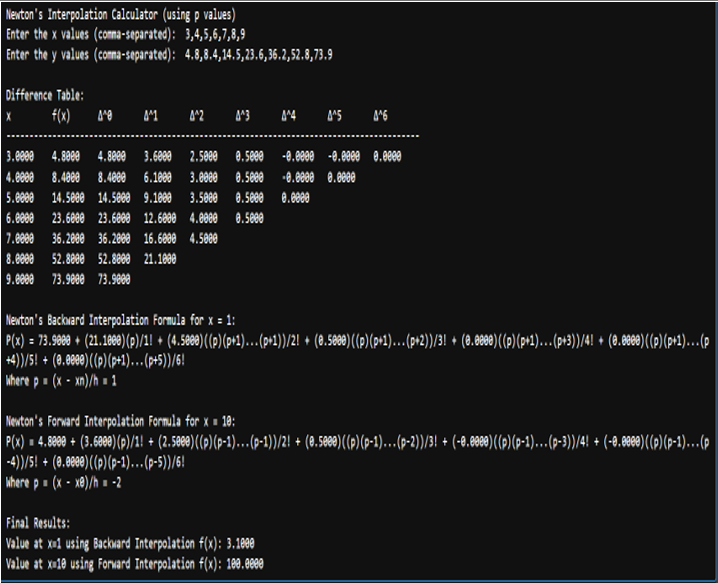 Newton's Interpolation Calculator (using p values)
Enter the x values (comma-separated): 3,4,5,6,7,8,9
Enter the y values (comma-separated): 4.8,8.4,14.5,23.6,36.2,52.8,73.9
Difference Table:
x f(x) Δ^0 Δ^1 Δ^2 Δ^3 Δ^4 Δ^5 Δ^6
--------------------------------------------------------------------------------
3.0000 4.8000 4.8000 3.6000 2.5000 0.5000 -0.0000 -0.0000 0.0000
4.0000 8.4000 8.4000 6.1000 3.0000 0.5000 -0.0000 0.0000
5.0000 14.5000 14.5000 9.1000 3.5000 0.5000 0.0000
6.0000 23.6000 23.6000 12.6000 4.0000 0.5000
7.0000 36.2000 36.2000 16.6000 4.5000
8.0000 52.8000 52.8000 21.1000
9.0000 73.9000 73.9000
Newton's Backward Interpolation Formula for x = 1:
P(x) = 73.9000 + (21.1000)(p)/1! + (4.5000)((p)(p+1)...(p+1))/2! + (0.5000)((p)(p+1)...(p+2))/3! + (0.0000)((p)(p+1)...(p+3))/4! + (0.0000)((p)(p+1)...(p
+4))/5! + (0.0000)((p)(p+1)...(p+5))/6!
Where p = (x - xn)/h = 1
Newton's Forward Interpolation Formula for x = 10:
P(x) = 4.8000 + (3.6000)(p)/1! + (2.5000)((p)(p-1)...(p-1))/2! + (0.5000)((p)(p-1)...(p-2))/3! + (-0.0000)((p)(p-1)...(p-3))/4! + (-0.0000)((p)(p-1)...(p
-4))/5! + (0.0000)((p)(p-1)...(p-5))/6!
Where p = (x - x0)/h = -2
Final Results:
Value at x=1 using Backward Interpolation f(x): 3.1000
Value at x=10 using Forward Interpolation f(x): 100.0000